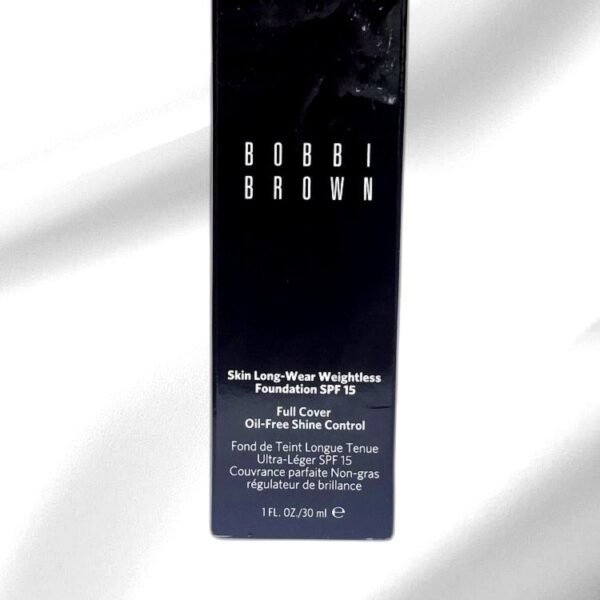 BOBBI
BROWN
Skin Long-Wear Weightless
Foundation SPF 15
Full Cover
Oil-Free Shine Control
Fond de Teint Longue Tenue
Ultra-Léger SPF 15
Couvrance parfaite Non-gras
régulateur de brillance
1 FL. OZ./30 ml ℮